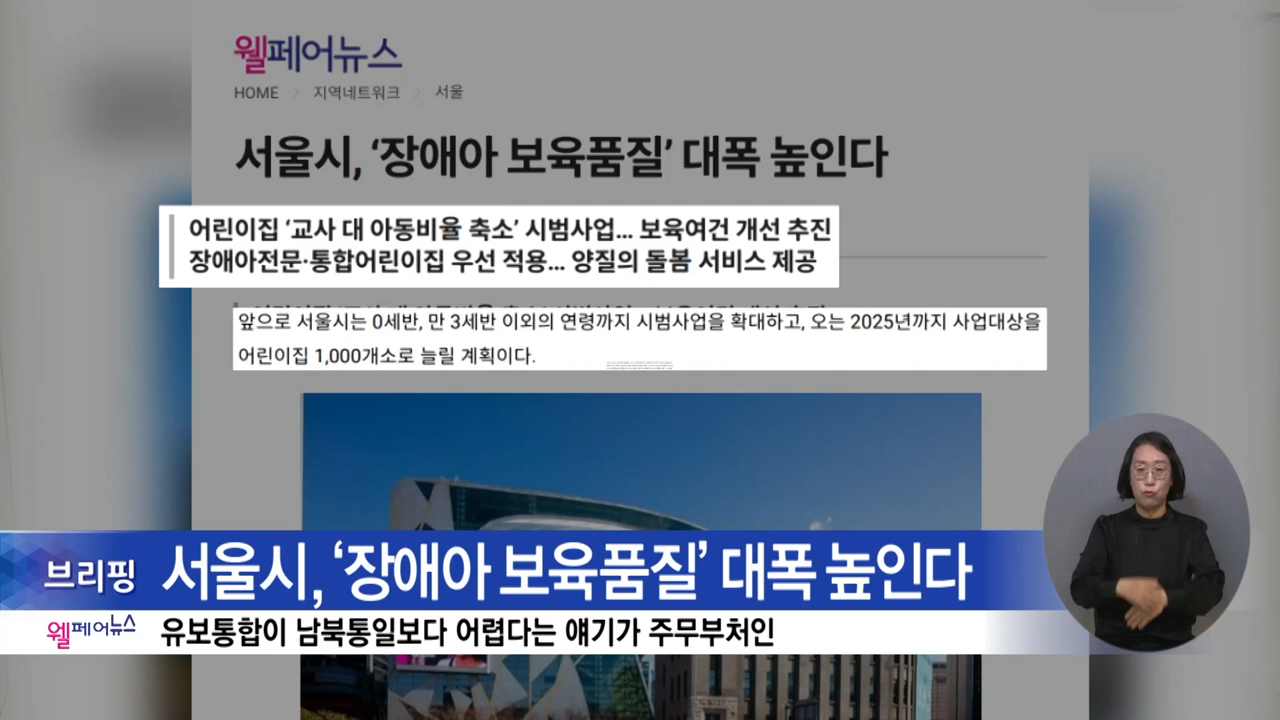 웰페어뉴스
HOME > 지역네트워크 > 서울
서울시, ‘장애아 보육품질’ 대폭 높인다
어린이집 ‘교사 대 아동비율 축소’ 시범사업... 보육여건 개선 추진
장애아전문·통합어린이집 우선 적용... 양질의 돌봄 서비스 제공
앞으로 서울시는 0세반, 만 3세반 이외의 연령까지 시범사업을 확대하고, 오는 2025년까지 사업대상을
어린이집 1,000개소로 늘릴 계획이다.
브리핑 서울시, ‘장애아 보육품질’ 대폭 높인다
웰페어뉴스 유보통합이 남북통일보다 어렵다는 얘기가 주무부처인